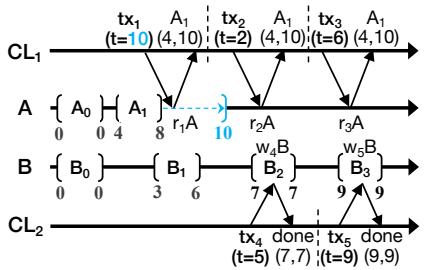 tx1 A1 tx2 A1 tx3 A1
(t=10) (4,10) (t=2) (4,10) (t=6) (4,10)
CL1
A A0 A1
0 0 4 8 r1A 10 r2A r3A
w4B w5B
B B0 B1 B2 B3
0 0 3 6 7 7 9 9
CL2
tx4 done tx5 done
(t=5) (7,7) (t=9) (9,9)